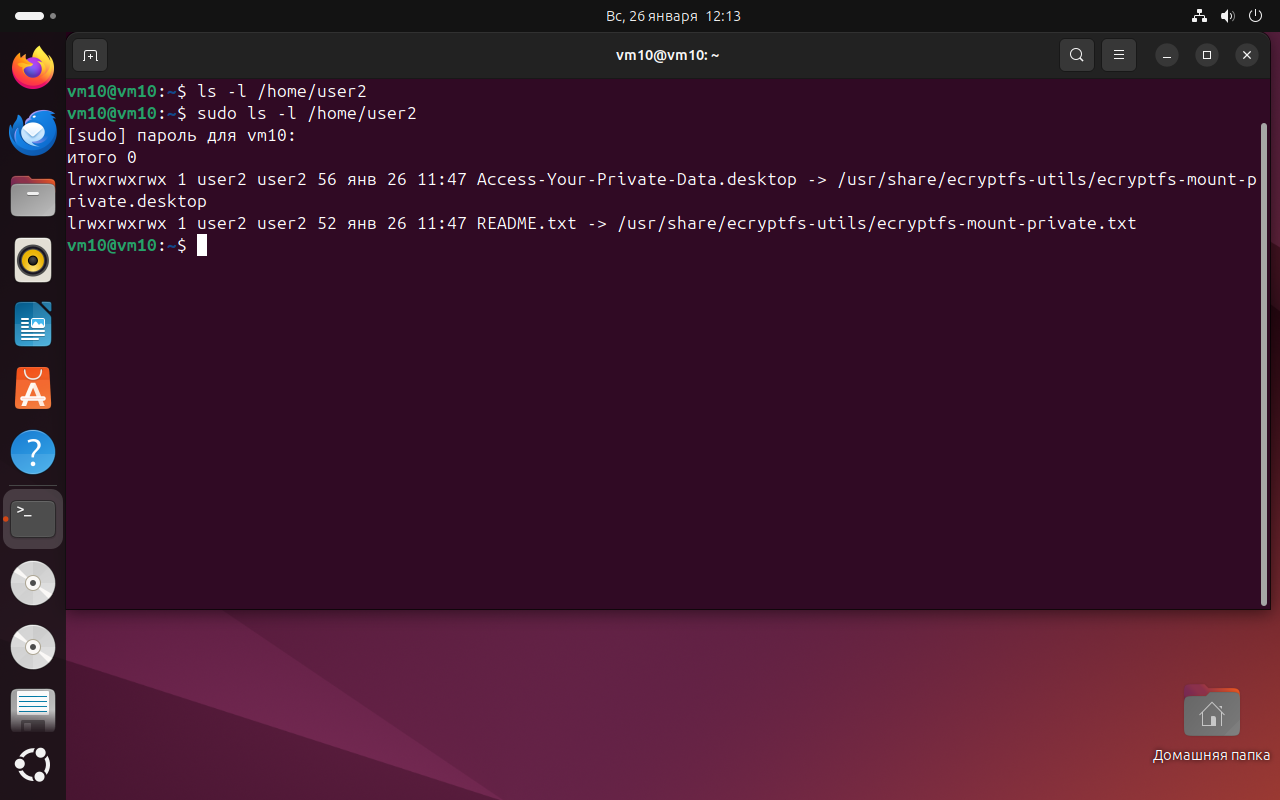 Вс, 26 января 12:13
vm10@vm10: ~
vm10@vm10:~$ ls -l /home/user2
vm10@vm10:~$ sudo ls -l /home/user2
[sudo] пароль для vm10:
итого 0
lrwxrwxrwx 1 user2 user2 56 янв 26 11:47 Access-Your-Private-Data.desktop -> /usr/share/ecryptfs-utils/ecryptfs-mount-p
rivate.desktop
lrwxrwxrwx 1 user2 user2 52 янв 26 11:47 README.txt -> /usr/share/ecryptfs-utils/ecryptfs-mount-private.txt
vm10@vm10:~$
Домашняя папка